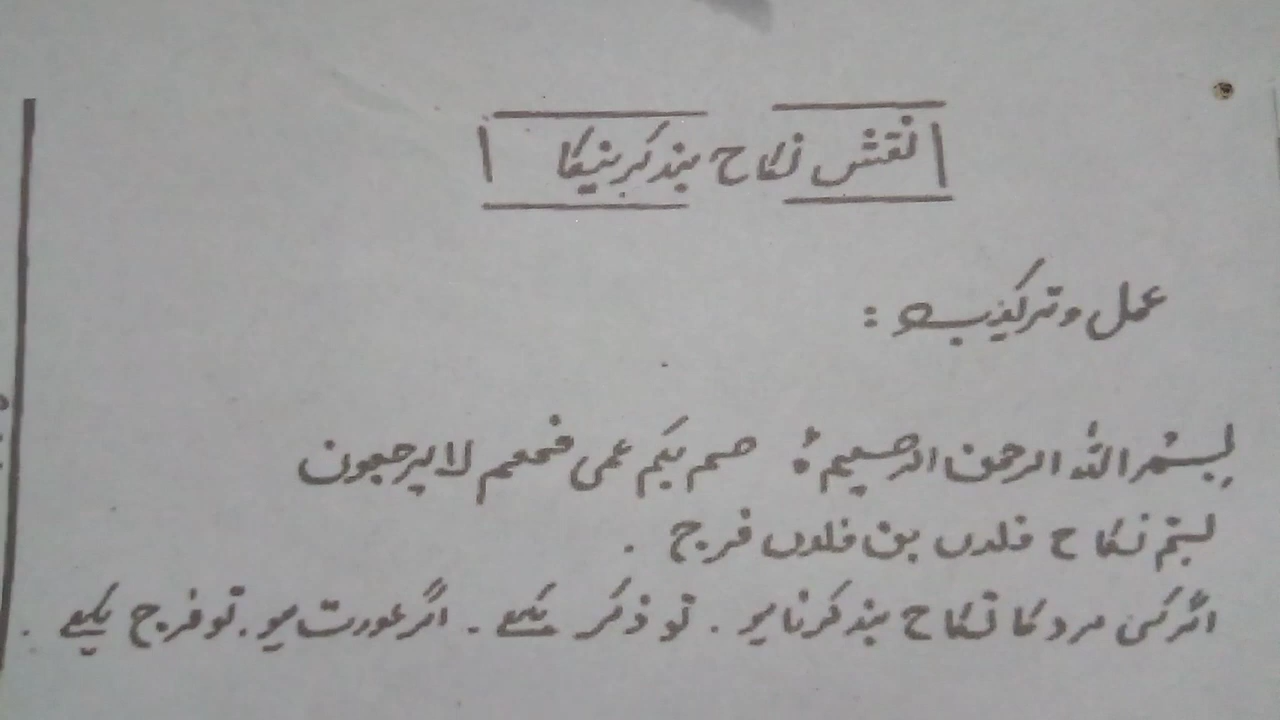 نقش نکاح بند کرنیکا
عمل و ترکیب :
بسم اللہ الرحمن الرحیم ہ صم بکم عمی فھم لا یرجعون
بستم نکاح فلاں بن فلاں فرج .
اگر کسی مرد کا نکاح بند کرنا ہو . تو ذکر لکھے . اگر عورت ہو . تو فرج لکھے .